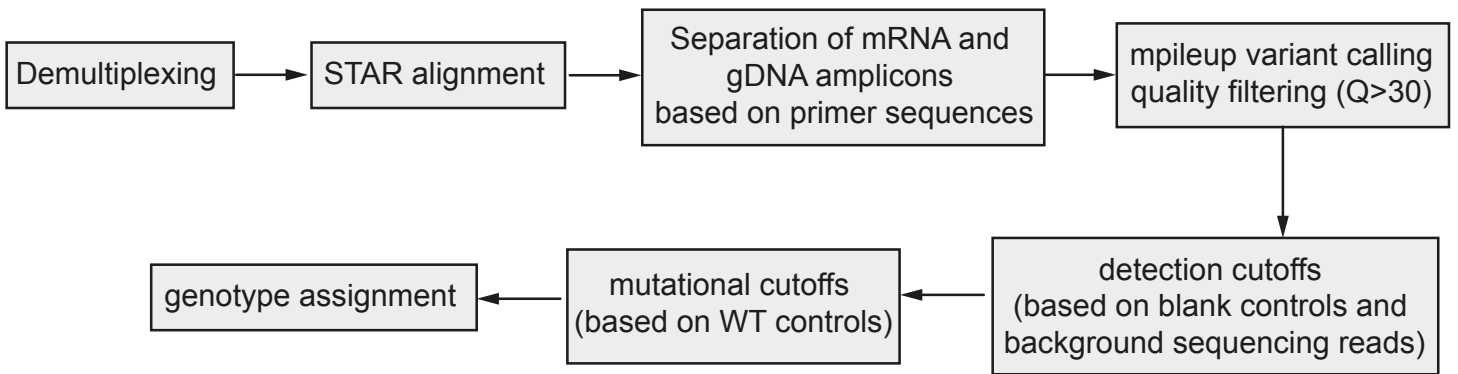 Demultiplexing
STAR alignment
Separation of mRNA and
gDNA amplicons
based on primer sequences
mpileup variant calling
quality filtering (Q>30)
detection cutoffs
(based on blank controls and
background sequencing reads)
mutational cutoffs
(based on WT controls)
genotype assignment